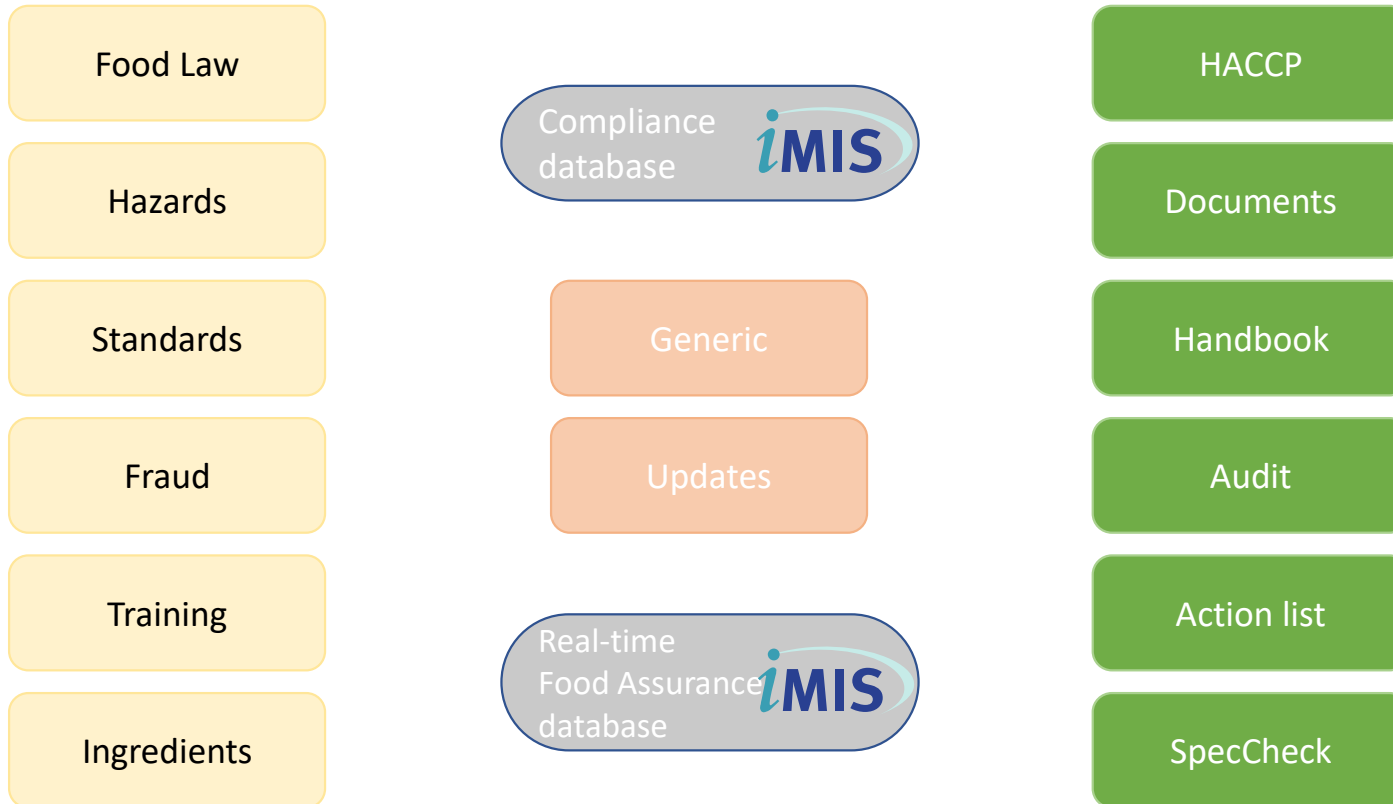 Food Law
Hazards
Standards
Fraud
Training
Ingredients
Compliance
database
iMIS
Generic
Updates
Real-time
Food Assurance
database
iMIS
HACCP
Documents
Handbook
Audit
Action list
SpecCheck